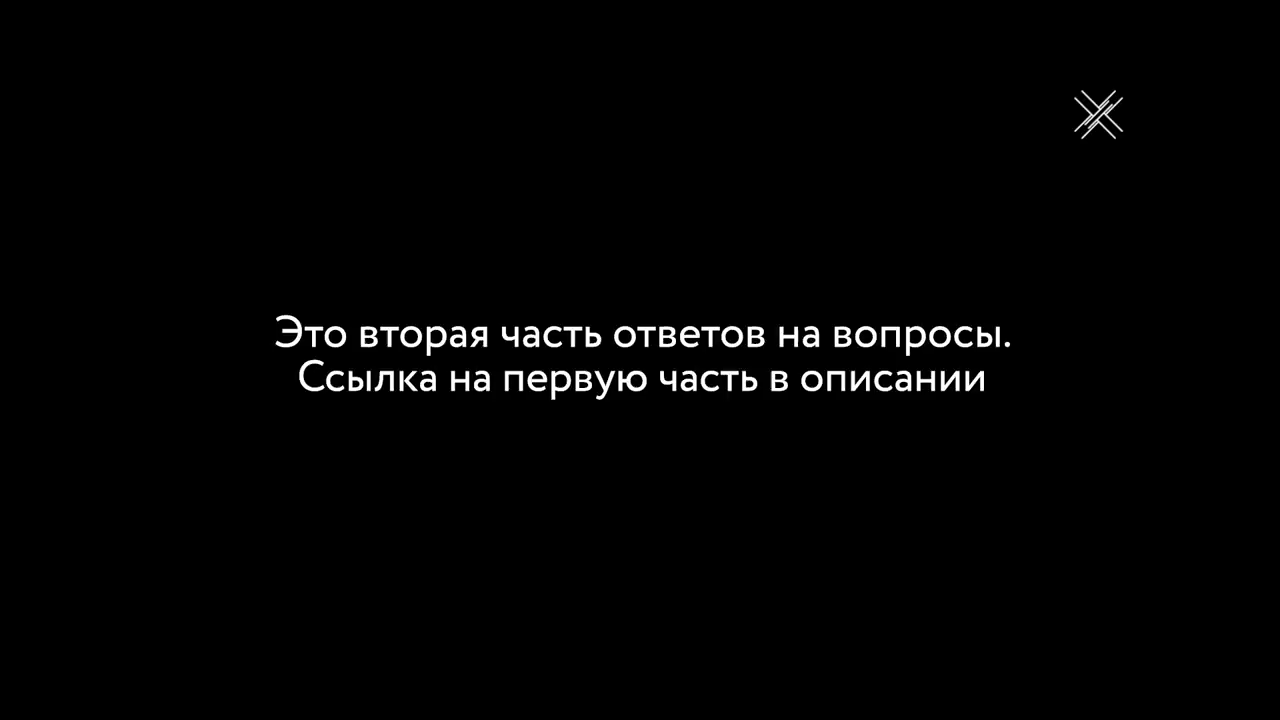 Это вторая часть ответов на вопросы.
Ссылка на первую часть в описании